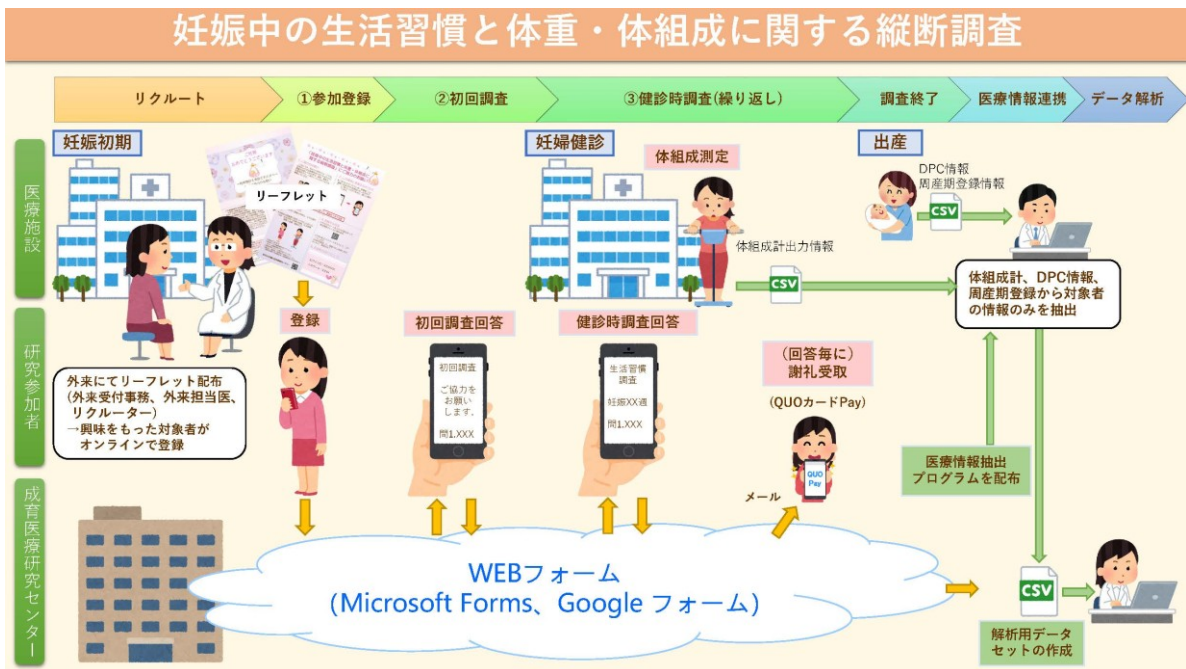 妊娠中の生活習慣と体重・体組成に関する縦断調査
リクルート
①参加登録
②初回調査
③健診時調査(繰り返し)
調査終了
医療情報連携
データ解析
医療施設
妊娠初期
リーフレット
妊婦健診
体組成測定
体組成計出力情報
CSV
出産
DPC情報
周産期登録情報
CSV
体組成計、DPC情報、
周産期登録から対象者
の情報のみを抽出
研究参加者
外来にてリーフレット配布
(外来受付事務、外来担当医、
リクルーター)
→興味をもった対象者が
オンラインで登録
登録
初回調査回答
初回調査
ご協力を
お願い
します。
問1.XXX
健診時調査回答
生活習慣
調査
妊娠XX週
問1.XXX
(回答毎に)
謝礼受取
(QUOカードPay)
QUO
Pay
メール
医療情報抽出
プログラムを配布
成育医療研究センター
WEBフォーム
(Microsoft Forms、Google フォーム)
CSV
解析用データ
セットの作成